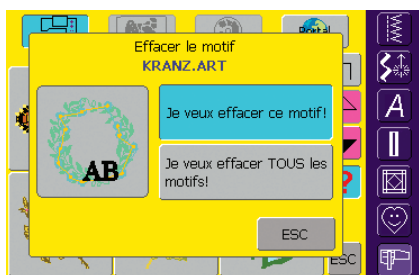 Effacer le motif
KRANZ.ART
AB
Je veux effacer ce motif!
Je veux effacer TOUS les
motifs!
ESC
ESC
A
?